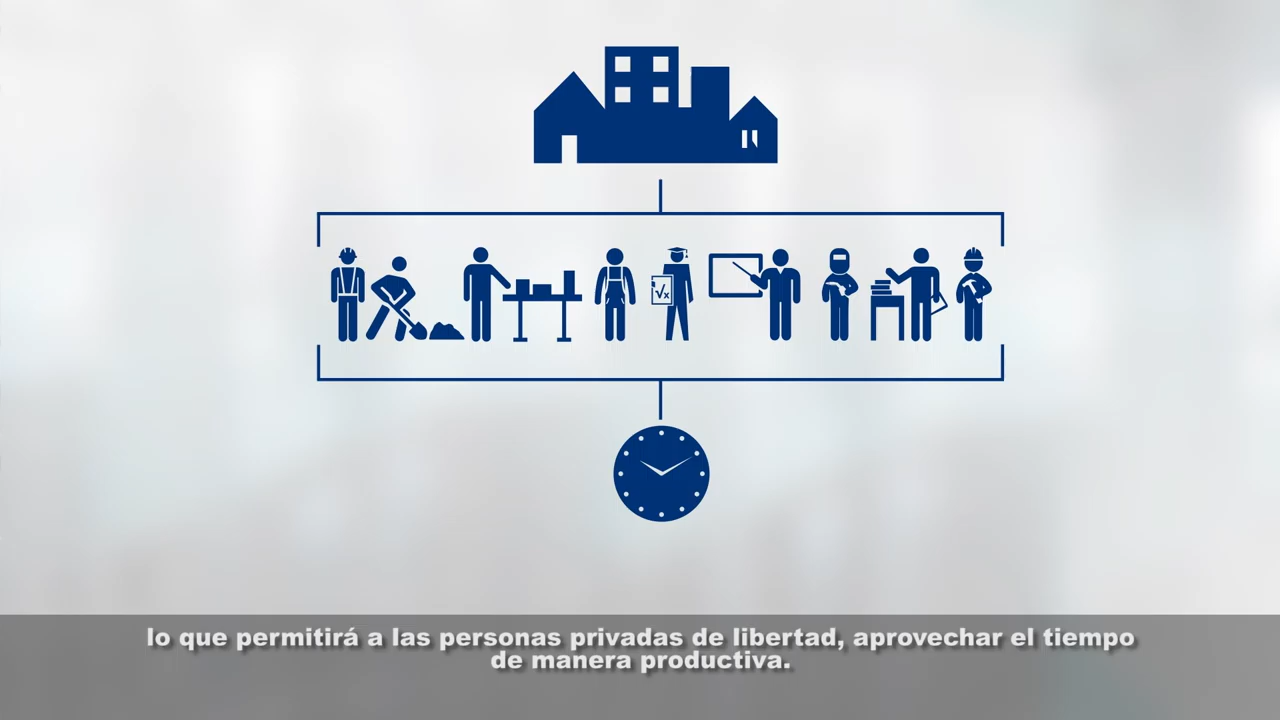 √x
lo que permitirá a las personas privadas de libertad, aprovechar el tiempo
de manera productiva.